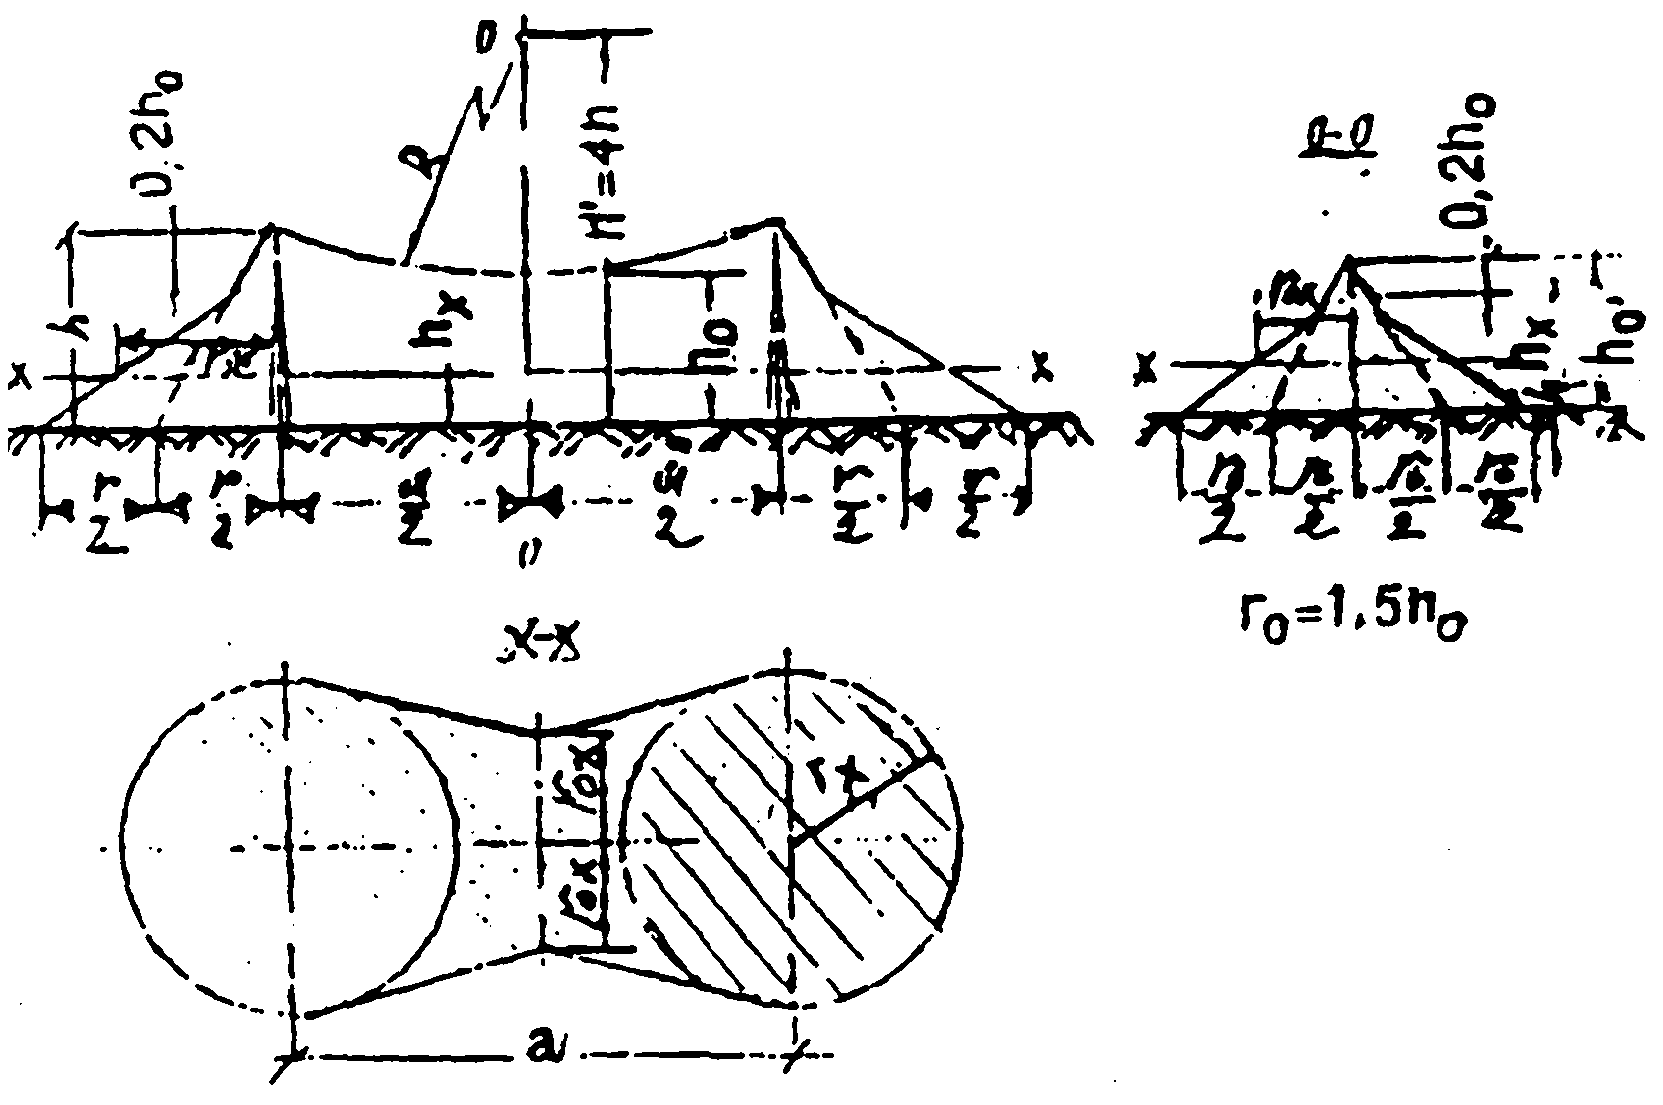 0
0,2h₀
R
H'=4h
h
rₓ
hₓ
h₀
x
x
r/2
r/2
a/2
a/2
r/2
r/2
0
0-0
0,2h₀
r₀ₓ
x
hₓ
h₀
r₀/2
r₀/2
r₀/2
r₀/2
r₀=1,5h₀
x-x
r₀ₓ
r₀ₓ
rₓ
a